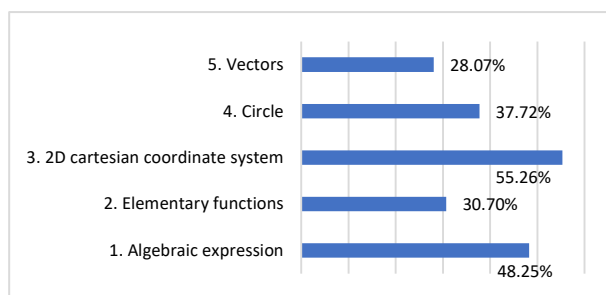 5. Vectors 28.07%
4. Circle 37.72%
3. 2D cartesian coordinate system 55.26%
2. Elementary functions 30.70%
1. Algebraic expression 48.25%